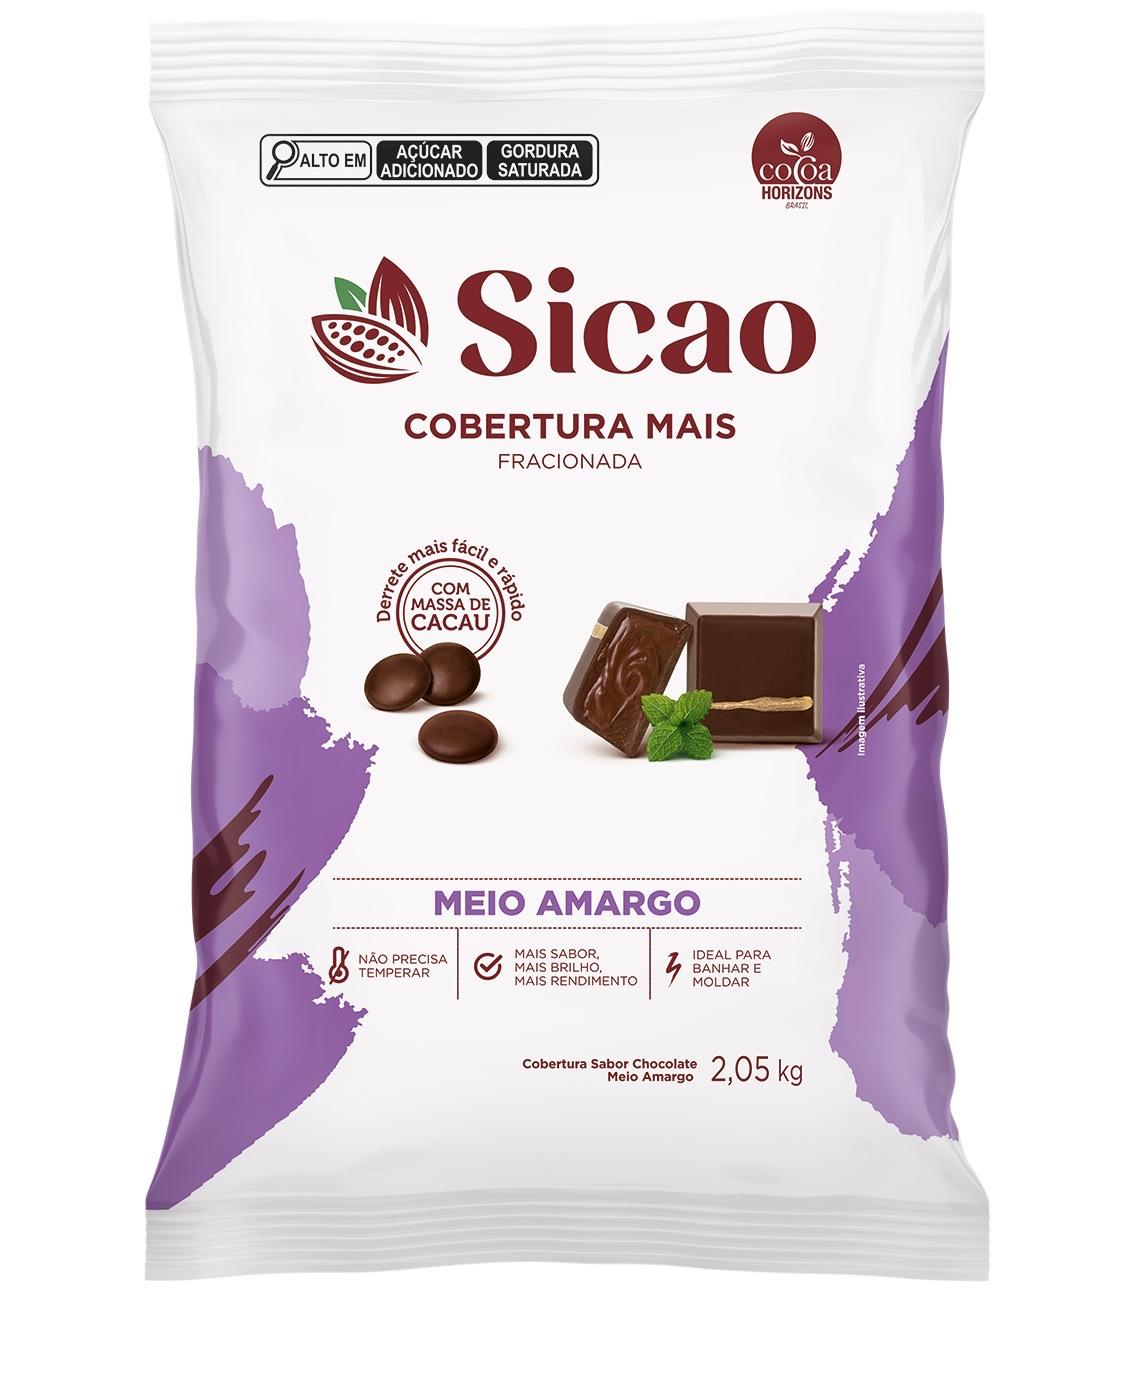 ALTO EM
AÇÚCAR
ADICIONADO
GORDURA
SATURADA
cocoa
HORIZONS
BRASIL
Sicao
COBERTURA MAIS
FRACIONADA
Derrete mais fácil e rápido
COM
MASSA DE
CACAU
Imagem ilustrativa
MEIO AMARGO
NÃO PRECISA
TEMPERAR
MAIS SABOR,
MAIS BRILHO,
MAIS RENDIMENTO
IDEAL PARA
BANHAR E
MOLDAR
Cobertura Sabor Chocolate
Meio Amargo
2,05 kg